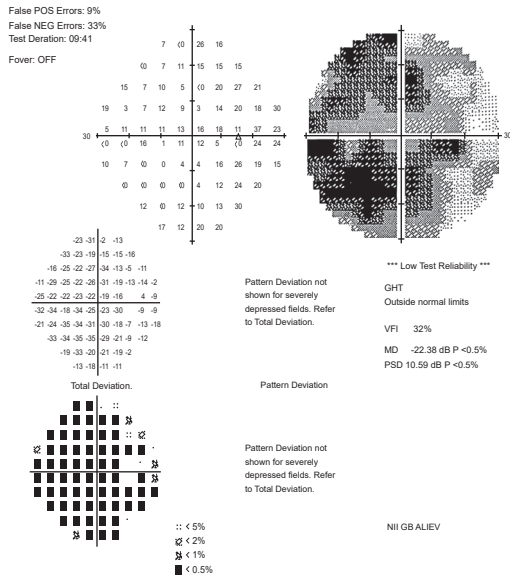 False POS Errors: 9%
False NEG Errors: 33%
Test Deration: 09:41
Fover: OFF
7 ⟨0 26 16
⟨0 7 11 15 15 15
15 7 10 5 ⟨0 20 27 21
19 3 7 12 9 3 14 20 18 30
5 11 11 11 13 16 18 11 37 23
30 30
⟨0 ⟨0 16 1 11 12 5 ⟨0 24 24
10 7 ⟨0 0 4 4 16 26 19 15
⟨0 ⟨0 ⟨0 ⟨0 4 12 24 20
12 ⟨0 12 10 13 30
17 12 20 20
-23 -31 -2 -13
-33 -23 -19 -15 -15 -16
-16 -25 -22 -27 -34 -13 -5 -11
-11 -29 -25 -22 -26 -32 -21 -13 -14 -2
-25 -22 -22 -23 -22 -19 -16 4 -9
-32 -34 -18 -34 -25 -23 -30 -9 -9
-21 -24 -35 -34 -31 -30 -18 -7 -13 -18
-33 -34 -35 -35 -29 -21 -9 -12
-19 -33 -20 -21 -19 -2
-13 -18 -11 -11
Total Deviation.
Pattern Deviation not
shown for severely
depressed fields. Refer
to Total Deviation.
Pattern Deviation
*** Low Test Reliability ***
GHT
Outside normal limits
VFI 32%
MD -22.38 dB P <0.5%
PSD 10.59 dB P <0.5%
Pattern Deviation not
shown for severely
depressed fields. Refer
to Total Deviation.
NII GB ALIEV
< 5%
< 2%
< 1%
< 0.5%